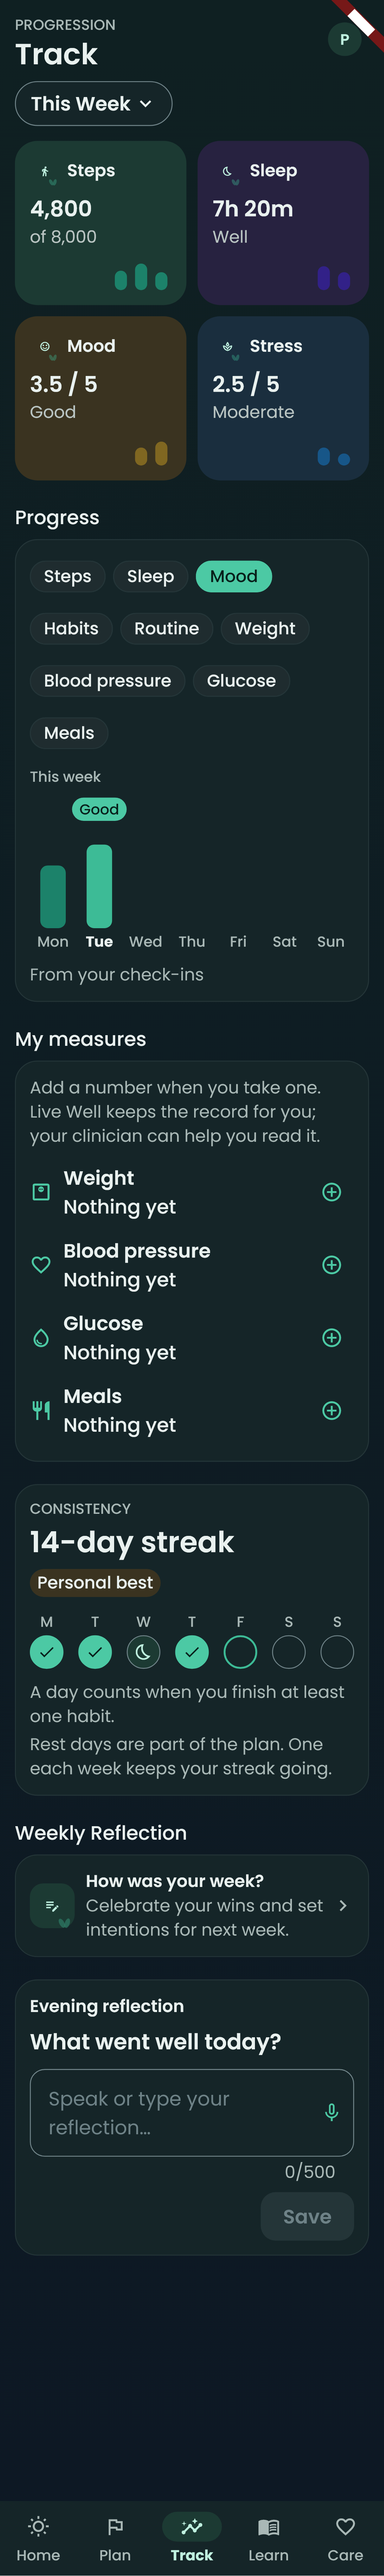 PROGRESSION
Track
P
This Week
Steps
4,800
of 8,000
Sleep
7h 20m
Well
Mood
3.5 / 5
Good
Stress
2.5 / 5
Moderate
Progress
Steps
Sleep
Mood
Habits
Routine
Weight
Blood pressure
Glucose
Meals
This week
Good
Mon Tue Wed Thu Fri Sat Sun
From your check-ins
My measures
Add a number when you take one.
Live Well keeps the record for you;
your clinician can help you read it.
Weight
Nothing yet
Blood pressure
Nothing yet
Glucose
Nothing yet
Meals
Nothing yet
CONSISTENCY
14-day streak
Personal best
M T W T F S S
A day counts when you finish at least
one habit.
Rest days are part of the plan. One
each week keeps your streak going.
Weekly Reflection
How was your week?
Celebrate your wins and set
intentions for next week.
Evening reflection
What went well today?
Speak or type your
reflection...
0/500
Save
Home Plan Track Learn Care